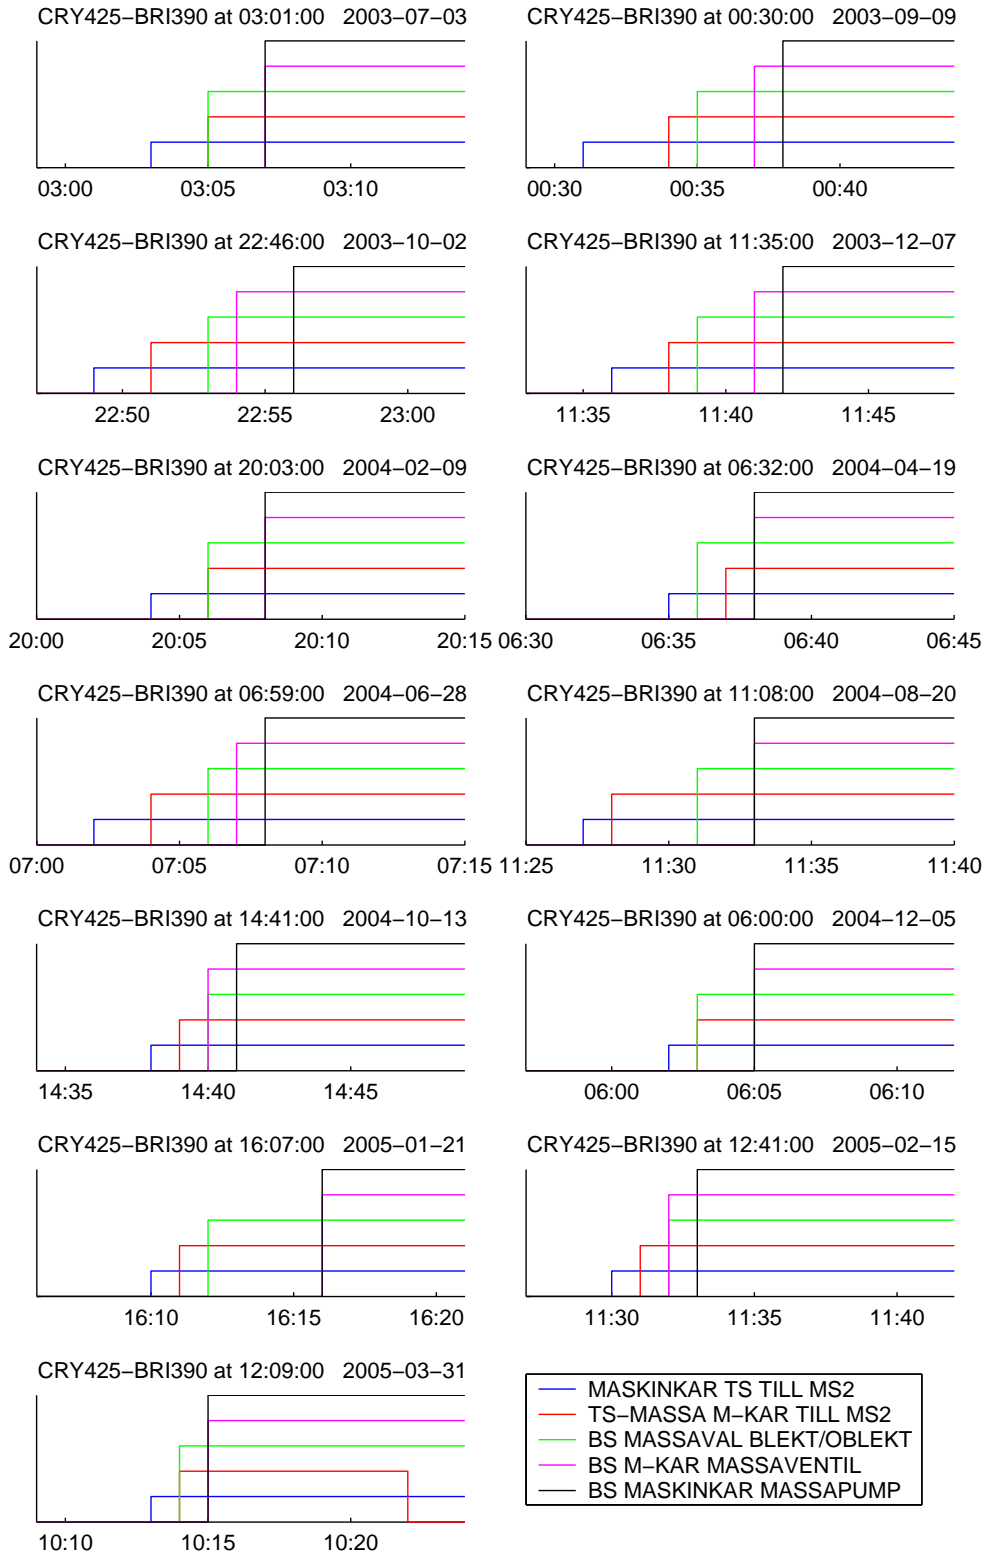 CRY425−BRI390 at 03:01:00 2003−07−03
03:00 03:05 03:10
CRY425−BRI390 at 00:30:00 2003−09−09
00:30 00:35 00:40
CRY425−BRI390 at 22:46:00 2003−10−02
22:50 22:55 23:00
CRY425−BRI390 at 11:35:00 2003−12−07
11:35 11:40 11:45
CRY425−BRI390 at 20:03:00 2004−02−09
20:00 20:05 20:10 20:15
CRY425−BRI390 at 06:32:00 2004−04−19
06:30 06:35 06:40 06:45
CRY425−BRI390 at 06:59:00 2004−06−28
07:00 07:05 07:10 07:15
CRY425−BRI390 at 11:08:00 2004−08−20
11:25 11:30 11:35 11:40
CRY425−BRI390 at 14:41:00 2004−10−13
14:35 14:40 14:45
CRY425−BRI390 at 06:00:00 2004−12−05
06:00 06:05 06:10
CRY425−BRI390 at 16:07:00 2005−01−21
16:10 16:15 16:20
CRY425−BRI390 at 12:41:00 2005−02−15
11:30 11:35 11:40
CRY425−BRI390 at 12:09:00 2005−03−31
10:10 10:15 10:20
MASKINKAR TS TILL MS2
TS−MASSA M−KAR TILL MS2
BS MASSAVAL BLEKT/OBLEKT
BS M−KAR MASSAVENTIL
BS MASKINKAR MASSAPUMP